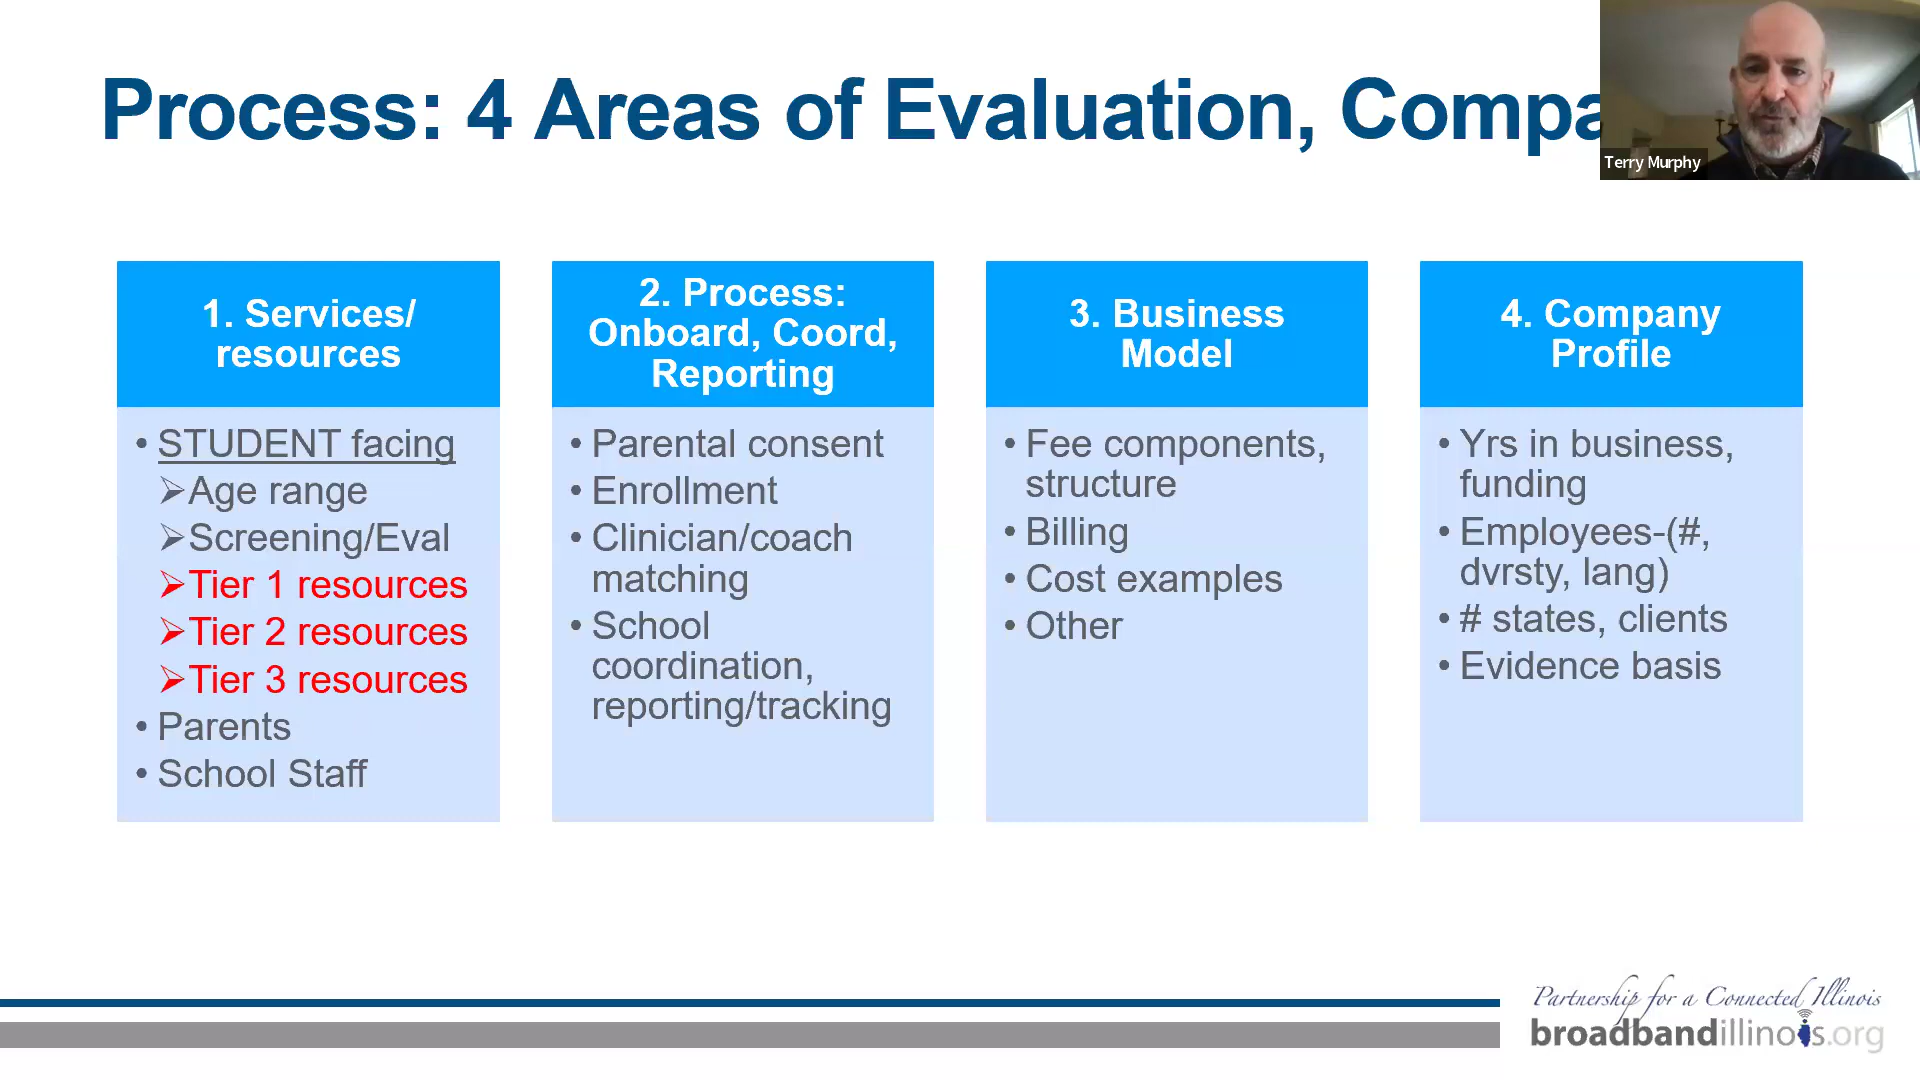 Process: 4 Areas of Evaluation,
Terry Murphy
1. Services/
resources
• STUDENT facing
➢Age range
➢Screening/Eval
➢Tier 1 resources
➢Tier 2 resources
➢Tier 3 resources
• Parents
• School Staff
2. Process:
Onboard, Coord,
Reporting
• Parental consent
• Enrollment
• Clinician/coach
matching
• School
coordination,
reporting/tracking
3. Business
Model
• Fee components,
structure
• Billing
• Cost examples
• Other
4. Company
Profile
• Yrs in business,
funding
• Employees-(#,
dvrsty, lang)
• # states, clients
• Evidence basis
Partnership for a Connected Illinois
broadbandillinois.org